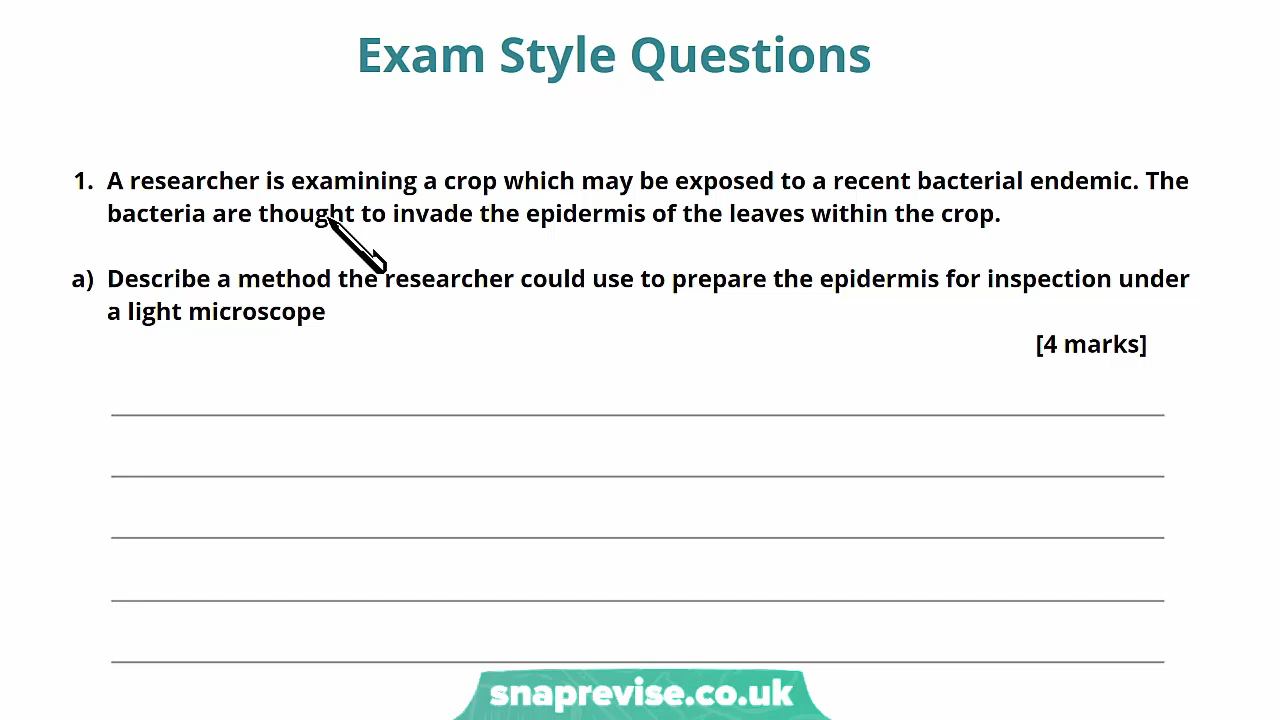 Exam Style Questions
1. A researcher is examining a crop which may be exposed to a recent bacterial endemic. The
bacteria are thought to invade the epidermis of the leaves within the crop.
a) Describe a method the researcher could use to prepare the epidermis for inspection under
a light microscope
[4 marks]
snaprevise.co.uk